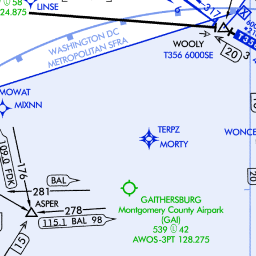 58
24.875
LINSE
317
WASHINGTON DC
METROPOLITAN SFRA
WOOLY
T356 6000SE
20
MOWAT
MIXNN
TERPZ
MORTY
109.0 FDK
176
BAL
281
ASPER
278
115.1 BAL 98
15
GAITHERSBURG
Montgomery County Airpark
(GAI)
539 42
AWOS-3PT 128.275